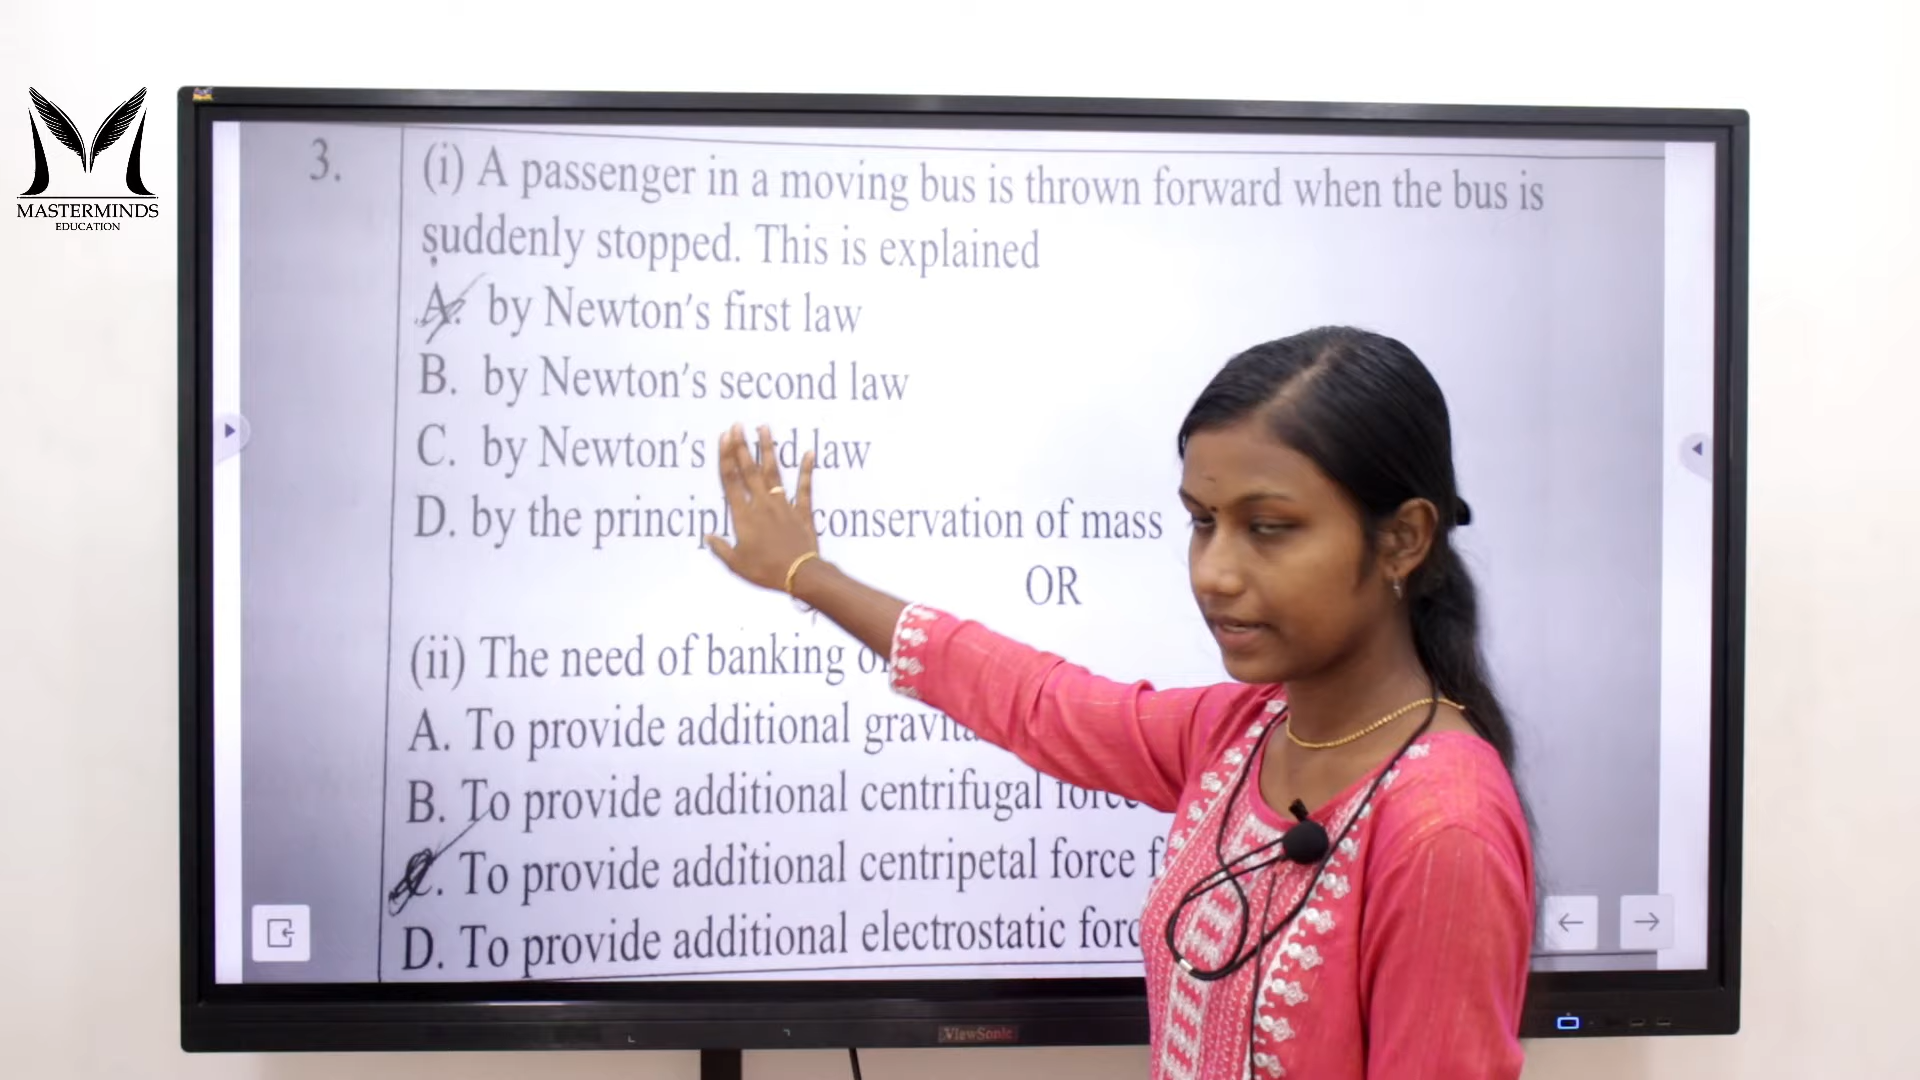 MASTERMINDS
EDUCATION
3.
(i) A passenger in a moving bus is thrown forward when the bus is
suddenly stopped. This is explained
A. by Newton's first law
B. by Newton's second law
C. by Newton's law
D. by the conservation of mass
OR
(ii) The need of banking
A. To provide additional
B. To provide additional centrifugal force
C. To provide additional centripetal force
D. To provide additional electrostatic
ViewSonic